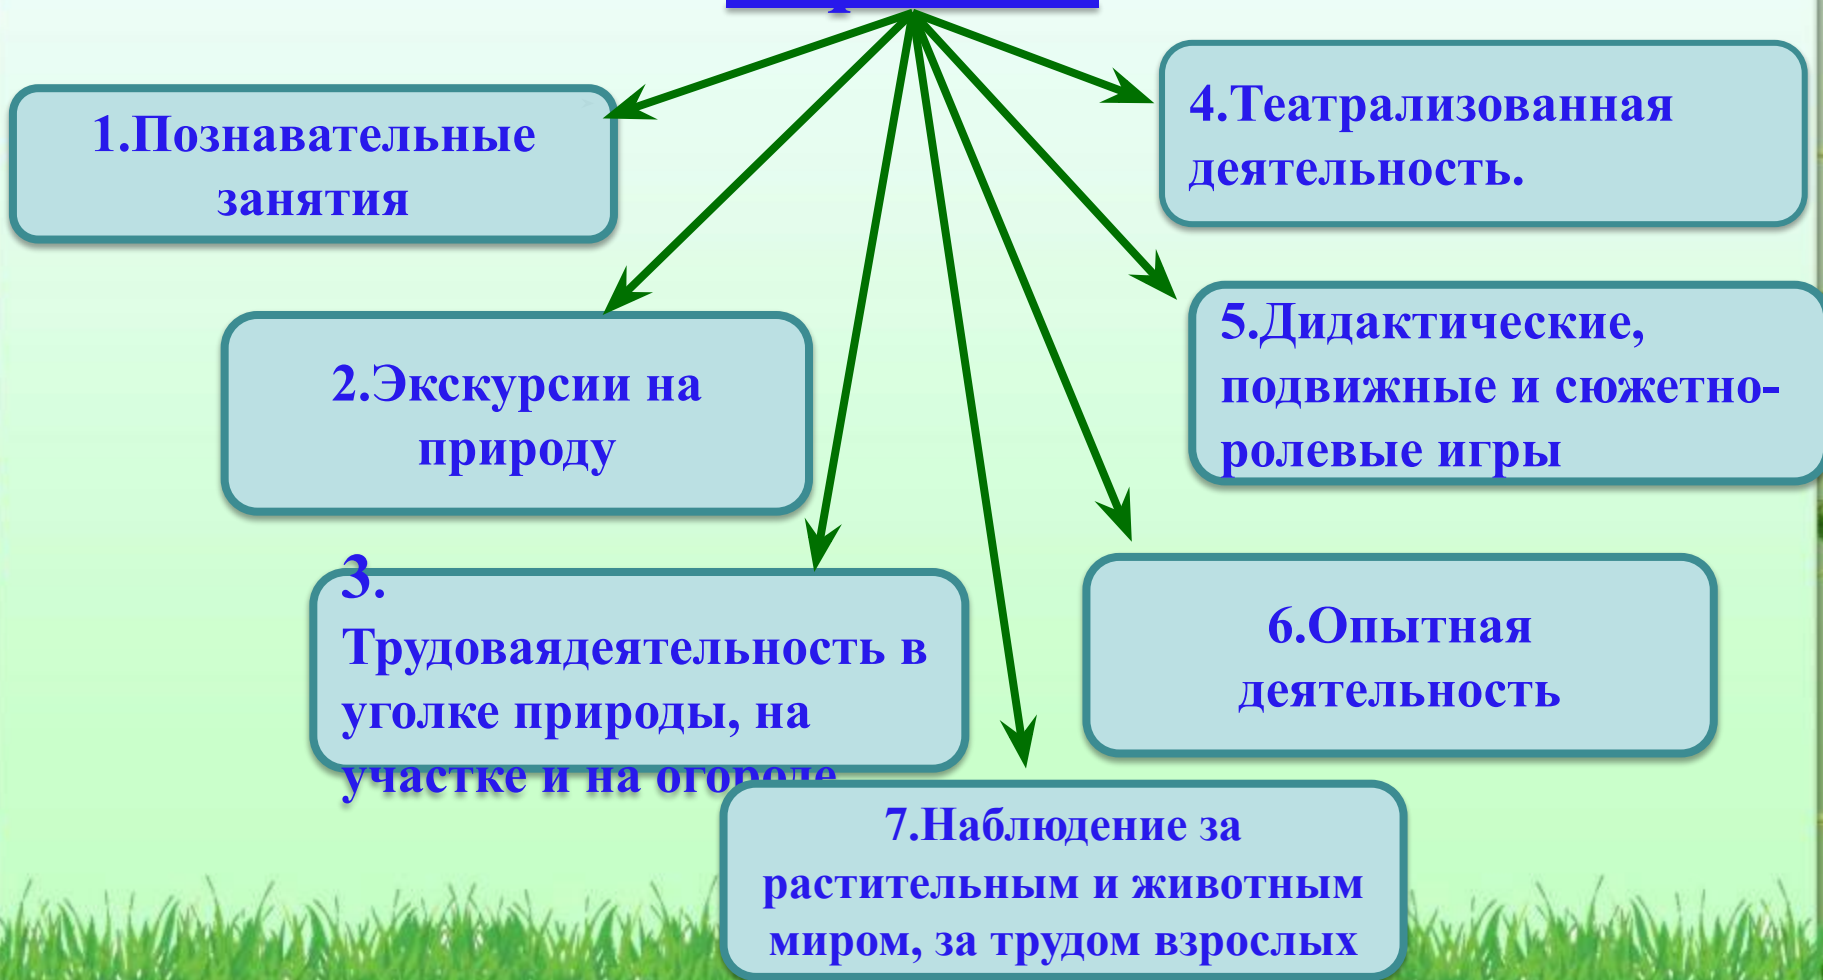 1.Познавательные
занятия
2.Экскурсии на
природу
3.
Трудоваядеятельность в
уголке природы, на
участке и на огороде
4.Театрализованная
деятельность.
5.Дидактические,
подвижные и сюжетно-
ролевые игры
6.Опытная
деятельность
7.Наблюдение за
растительным и животным
миром, за трудом взрослых